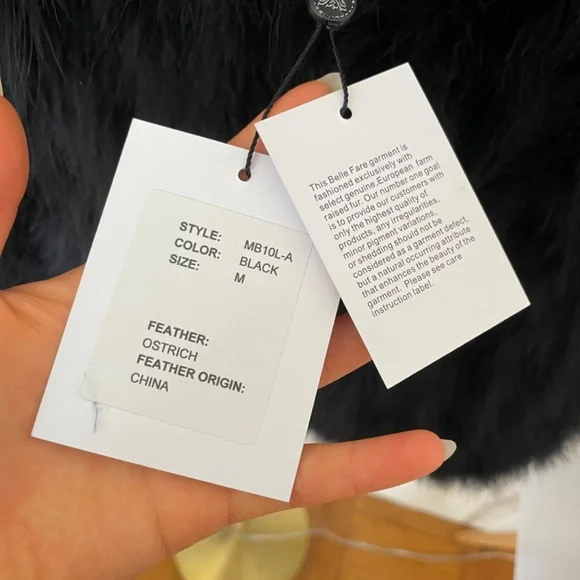 STYLE: MB10L-A
COLOR: BLACK
SIZE: M
FEATHER:
OSTRICH
FEATHER ORIGIN:
CHINA
This Belle Fare garment is
fashioned exclusively with
select genuine,European farm
raised fur. Our number one goal
is to provide our customers with
only the highest quality of
products, any irregularities,
minor pigment variations,
or shedding should not be
considered as garment defect,
but a natural occuring attribute
that enhances the beauty of the
garment. Please see care
instruction label.